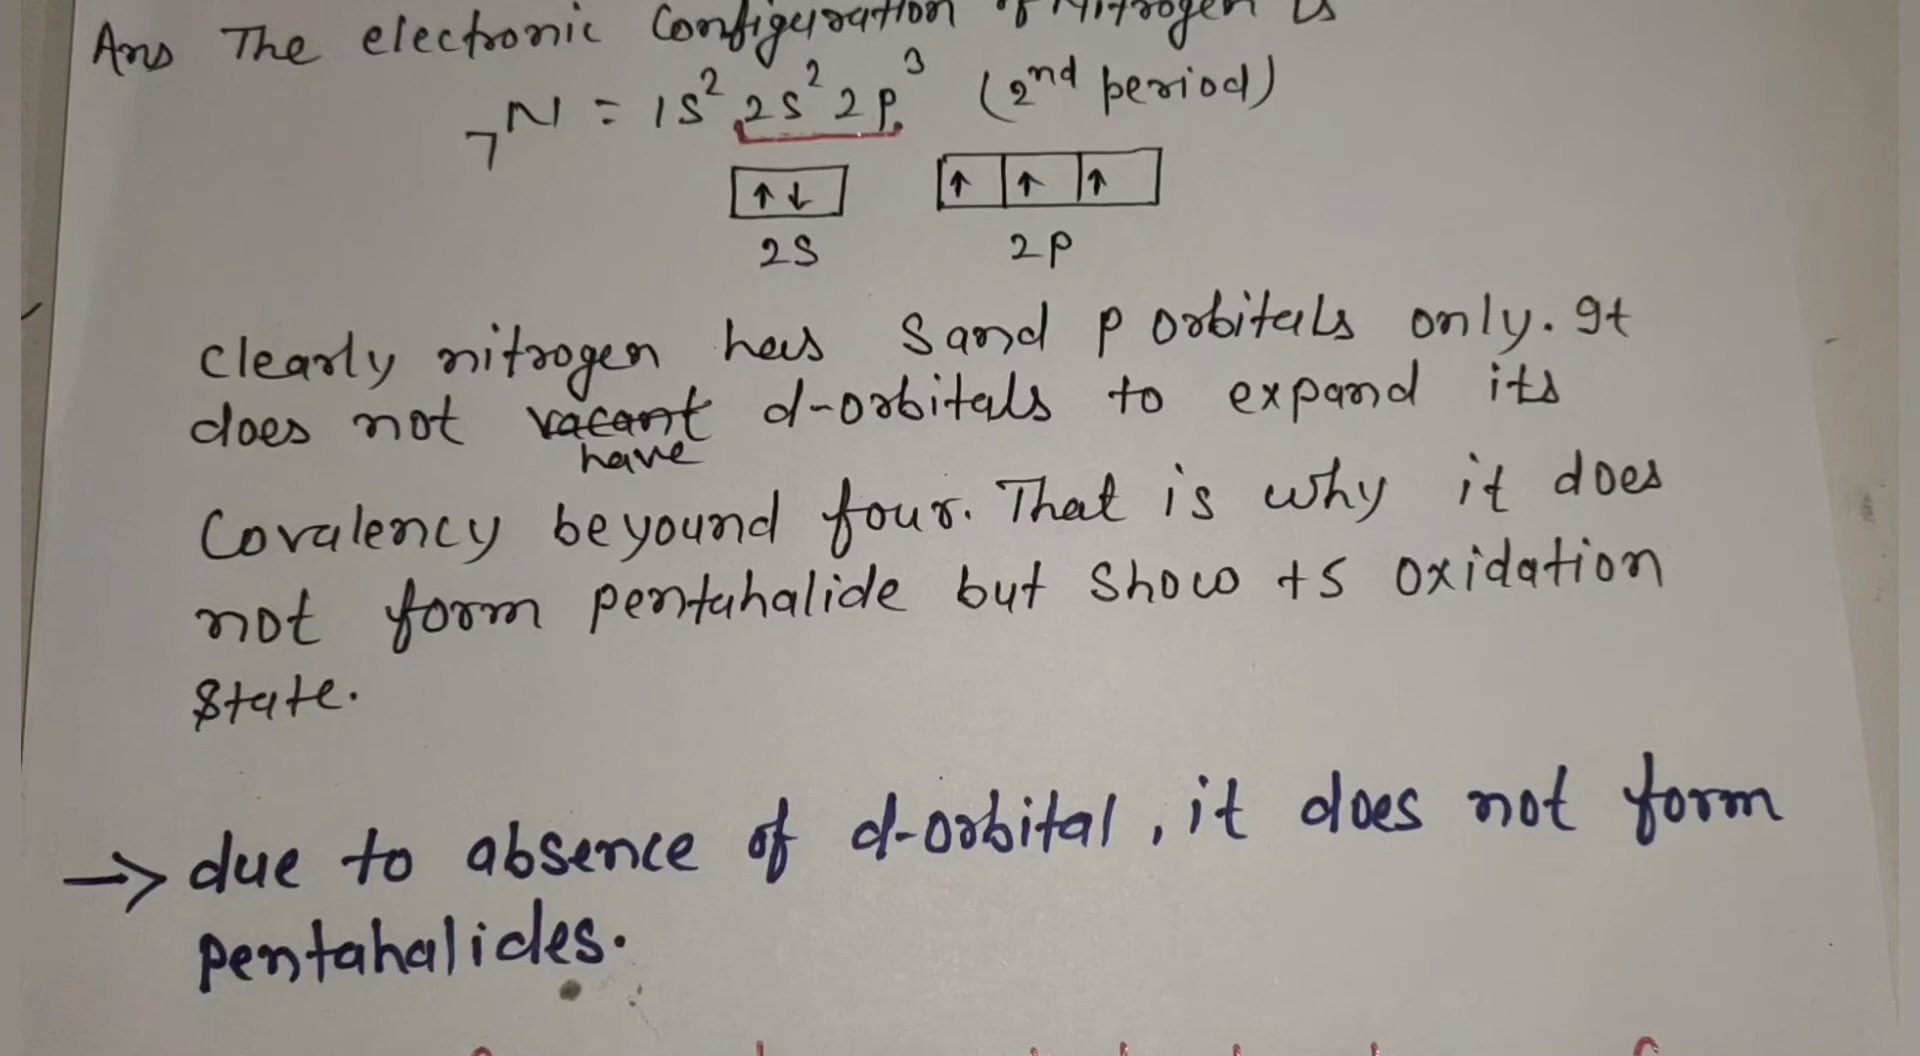 Ans The electronic Configuration of Nitrogen is
₇N = 1S² 2S² 2P³ (2nd period)
↑↓ ↑ ↑ ↑
2S 2P
Clearly nitrogen has S and P orbitals only. It
does not vacant d-orbitals to expand its
have
Covalency beyound four. That is why it does
not form pentahalide but show +5 oxidation
State.
→ due to absence of d-orbital, it does not form
pentahalides.